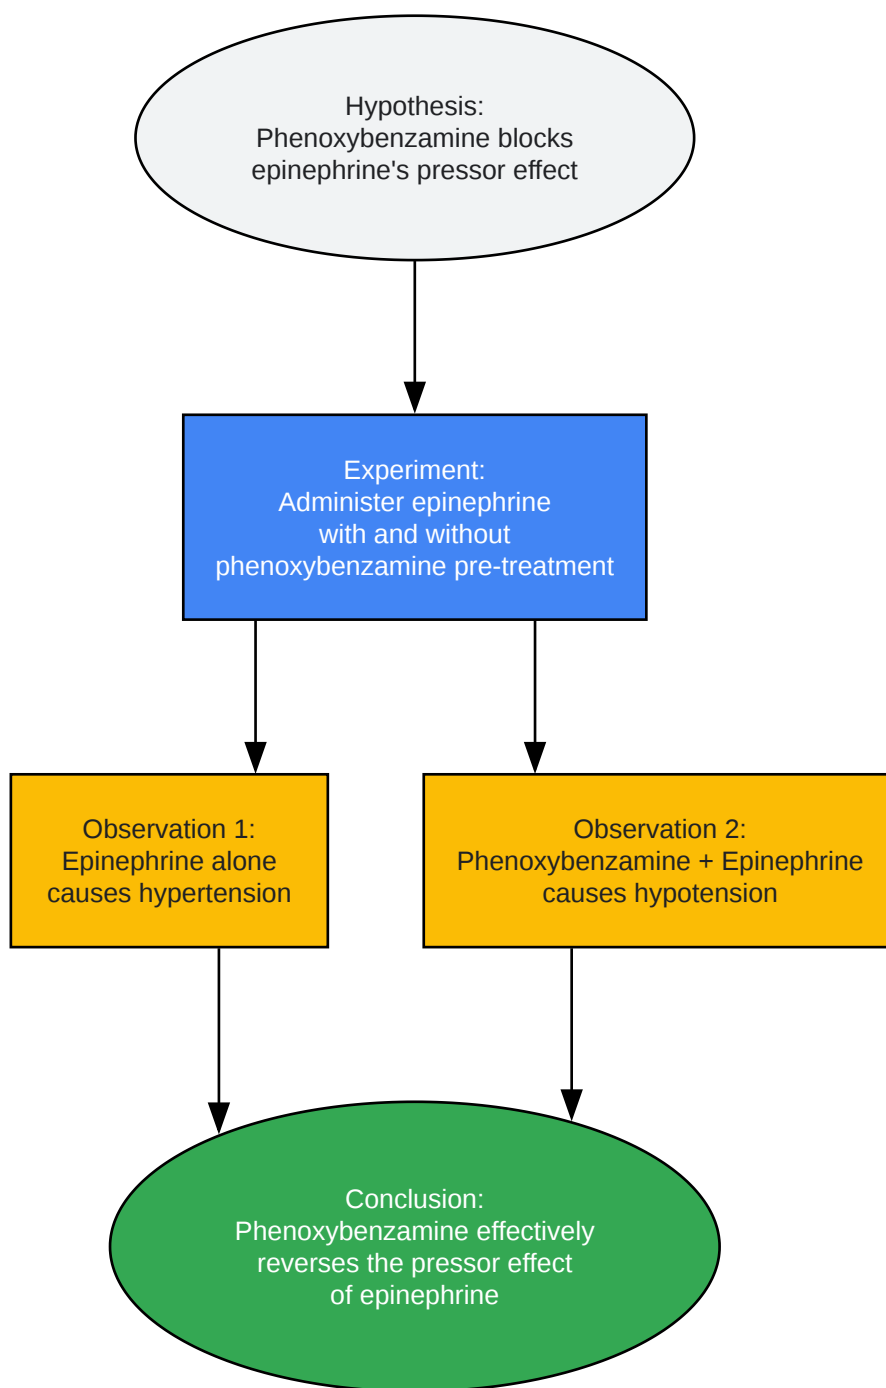 Hypothesis:
Phenoxybenzamine blocks
epinephrine's pressor effect
Experiment:
Administer epinephrine
with and without
phenoxybenzamine pre-treatment
Observation 1:
Epinephrine alone
causes hypertension
Observation 2:
Phenoxybenzamine + Epinephrine
causes hypotension
Conclusion:
Phenoxybenzamine effectively
reverses the pressor effect
of epinephrine